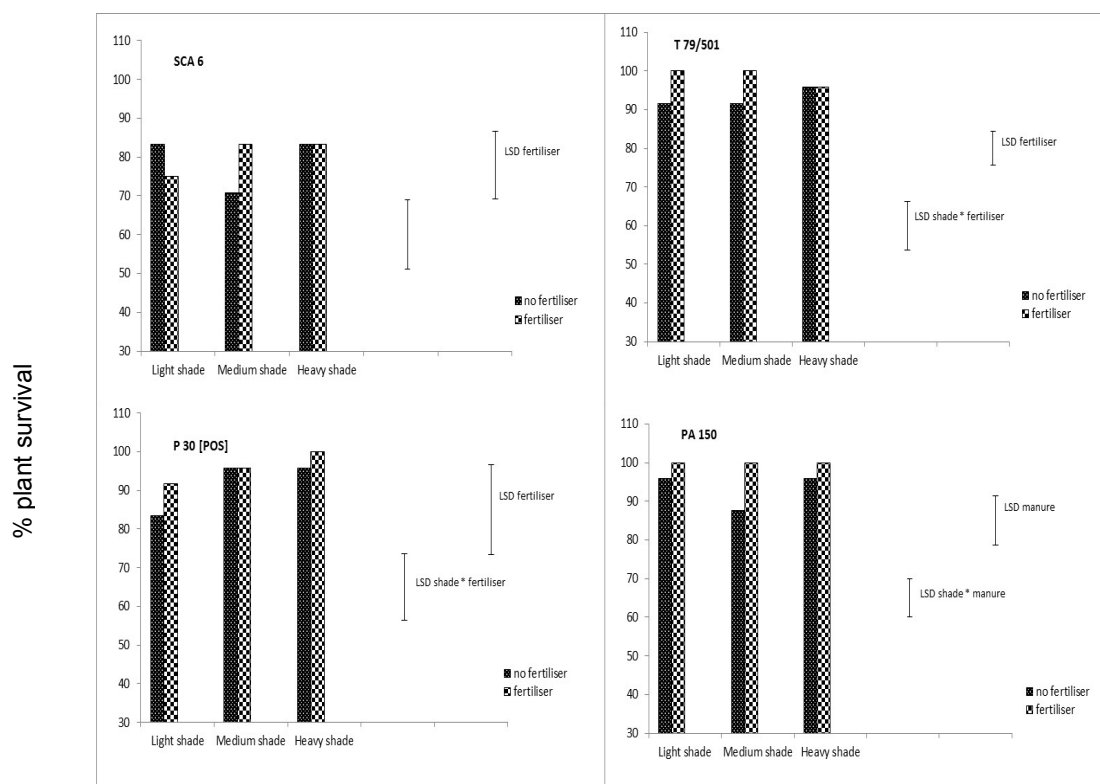 % plant survival
SCA 6
110
100
90
80
70
60
50
40
30
Light shade Medium shade Heavy shade
LSD fertiliser
no fertiliser
fertiliser
T 79/501
110
100
90
80
70
60
50
40
30
Light shade Medium shade Heavy shade
LSD fertiliser
LSD shade * fertiliser
no fertiliser
fertiliser
P 30 [POS]
110
100
90
80
70
60
50
40
30
Light shade Medium shade Heavy shade
LSD fertiliser
LSD shade * fertiliser
no fertiliser
fertiliser
PA 150
110
100
90
80
70
60
50
40
30
Light shade Medium shade Heavy shade
LSD manure
LSD shade * manure
no fertiliser
fertiliser